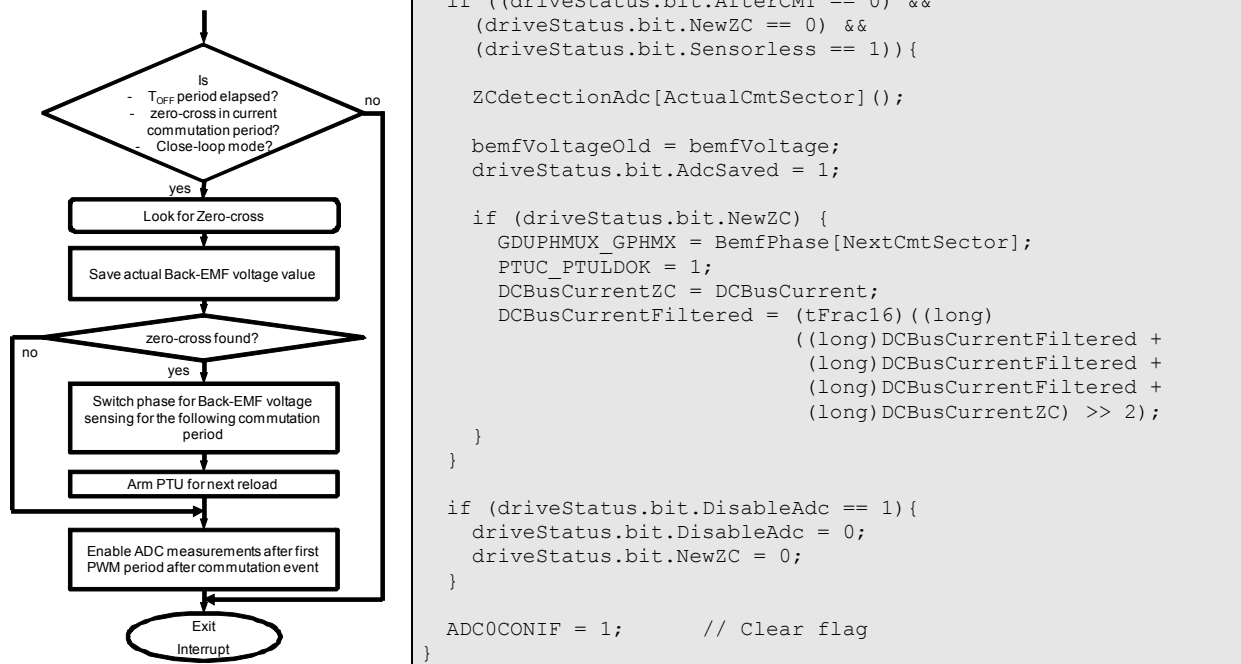 Is
- TOFF period elapsed?
- zero-cross in current
commutation period?
- Close-loop mode?
no
yes
Look for Zero-cross
Save actual Back-EMF voltage value
zero-cross found?
no
yes
Switch phase for Back-EMF voltage
sensing for the following commutation
period
Arm PTU for next reload
Enable ADC measurements after first
PWM period after commutation event
Exit
Interrupt
if ((driveStatus.bit.AfterCMT == 0) &&
(driveStatus.bit.NewZC == 0) &&
(driveStatus.bit.Sensorless == 1)){
ZCdetectionAdc[ActualCmtSector]();
bemfVoltageOld = bemfVoltage;
driveStatus.bit.AdcSaved = 1;
if (driveStatus.bit.NewZC) {
GDUPHMUX_GPHMX = BemfPhase[NextCmtSector];
PTUC_PTULDOK = 1;
DCBusCurrentZC = DCBusCurrent;
DCBusCurrentFiltered = (tFrac16)((long)
((long)DCBusCurrentFiltered +
(long)DCBusCurrentFiltered +
(long)DCBusCurrentFiltered +
(long)DCBusCurrentZC) >> 2);
}
}
if (driveStatus.bit.DisableAdc == 1){
driveStatus.bit.DisableAdc = 0;
driveStatus.bit.NewZC = 0;
}
ADC0CONIF = 1; // Clear flag
}